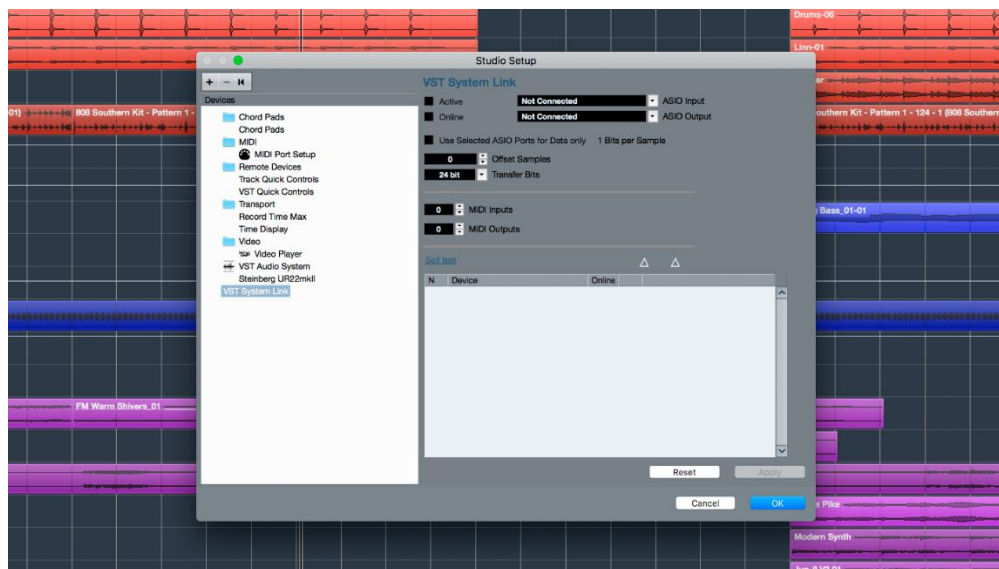 Drums-06
Linn-01
Studio Setup
+ -
Devices
Chord Pads
Chord Pads
MIDI
MIDI Port Setup
Remote Devices
Track Quick Controls
VST Quick Controls
Transport
Record Time Max
Time Display
Video
Video Player
VST Audio System
Steinberg UR22mkII
VST System Link
VST System Link
Active Not Connected ASIO Input
Online Not Connected ASIO Output
Use Selected ASIO Ports for Data only 1 Bits per Sample
0 Offset Samples
24 bit Transfer Bits
0 MIDI Inputs
0 MIDI Outputs
Self test
N Device Online
Reset Apply
Cancel OK
01)
808 Southern Kit - Pattern 1 -
outhern Kit - Pattern 1 - 124 - 1 (808 Southern
Bass_01-01
FM Warm Shivers_01
Pike
Modern Synth